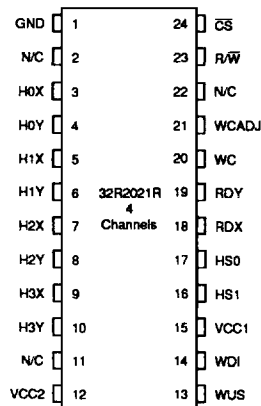 GND 1 24 C̅S̅
N/C 2 23 R/W̅
H0X 3 22 N/C
H0Y 4 21 WCADJ
H1X 5 20 WC
H1Y 6 32R2021R 19 RDY
4
H2X 7 Channels 18 RDX
H2Y 8 17 HS0
H3X 9 16 HS1
H3Y 10 15 VCC1
N/C 11 14 WDI
VCC2 12 13 WUS